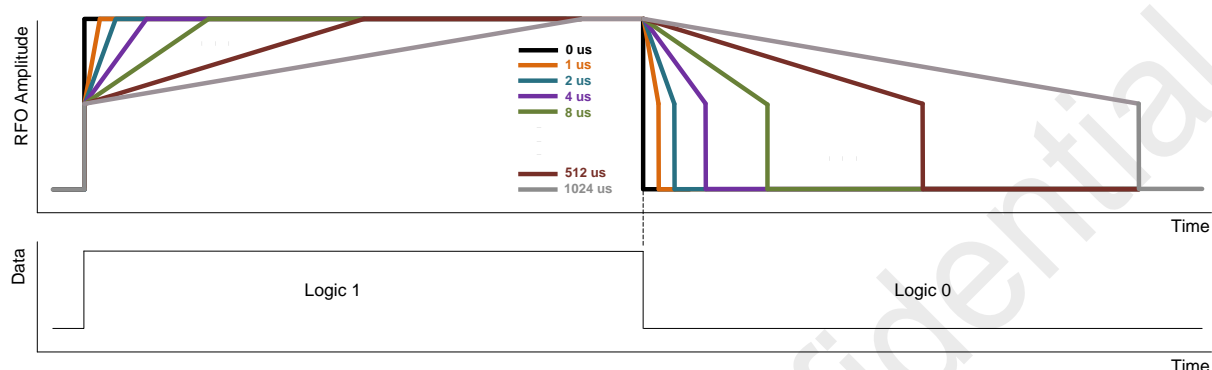 RFO Amplitude
0 us
1 us
2 us
4 us
8 us
512 us
1024 us
Time
Data
Logic 1
Logic 0
Time
fidential